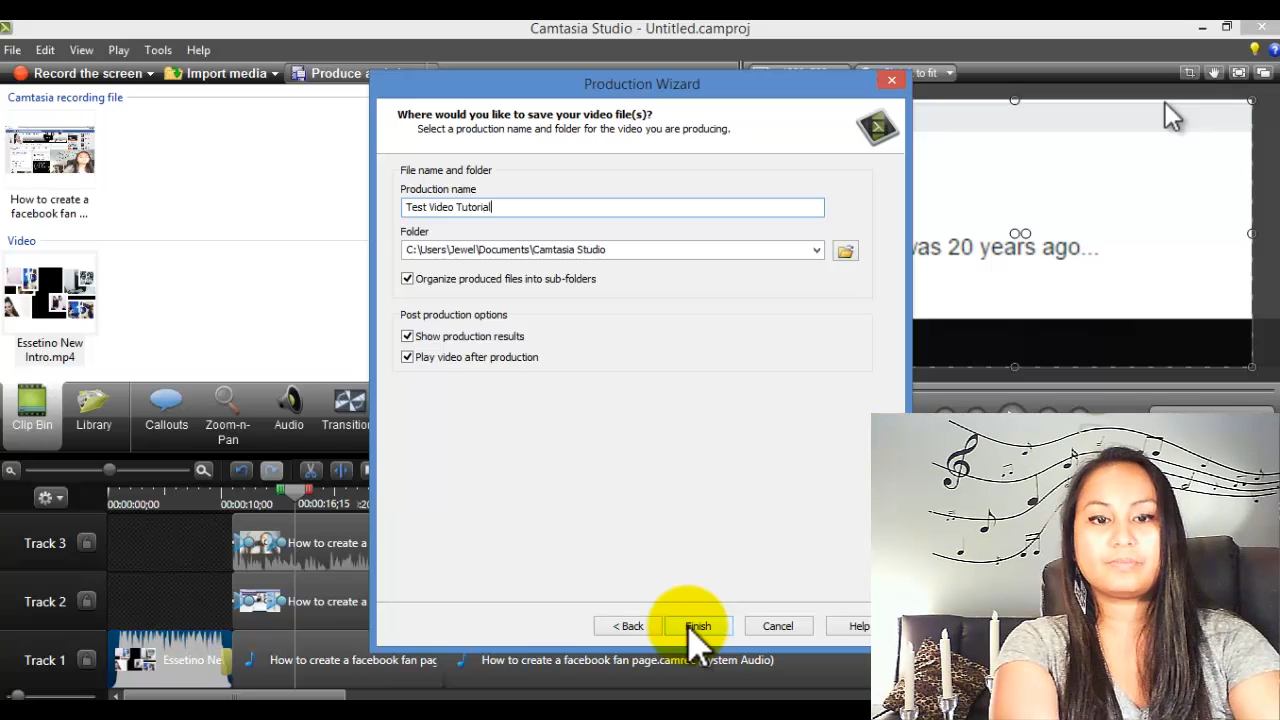 Camtasia Studio - Untitled.camproj
File Edit View Play Tools Help
Record the screen Import media Produce a
to fit
Camtasia recording file
How to create a
facebook fan ...
Video
Essetino New
Intro.mp4
Production Wizard
Where would you like to save your video file(s)?
Select a production name and folder for the video you are producing.
File name and folder
Production name
Test Video Tutorial
Folder
C:\Users\Jewel\Documents\Camtasia Studio
Organize produced files into sub-folders
Post production options
Show production results
Play video after production
< Back Finish Cancel Help
was 20 years ago...
Clip Bin Library Callouts Zoom-n-Pan Audio Transition
00:00:00;00 00:00:10;00 00:00:16;15
Track 3 How to create a
Track 2 How to create a
Track 1 Essetino Ne How to create a facebook fan pag How to create a facebook fan page.camrec (System Audio)